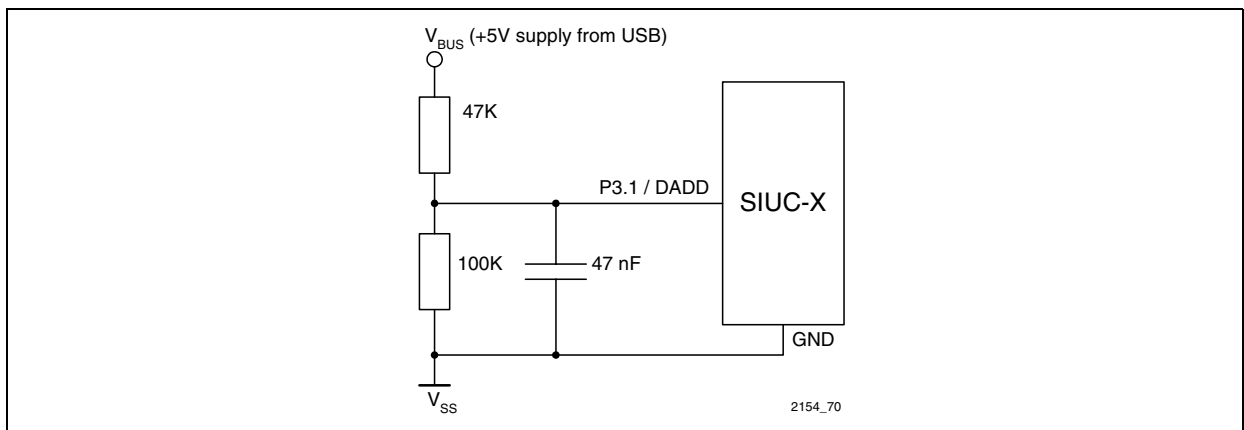 V_BUS (+5V supply from USB)
47K
P3.1 / DADD
SIUC-X
100K
47 nF
GND
V_SS
2154_70